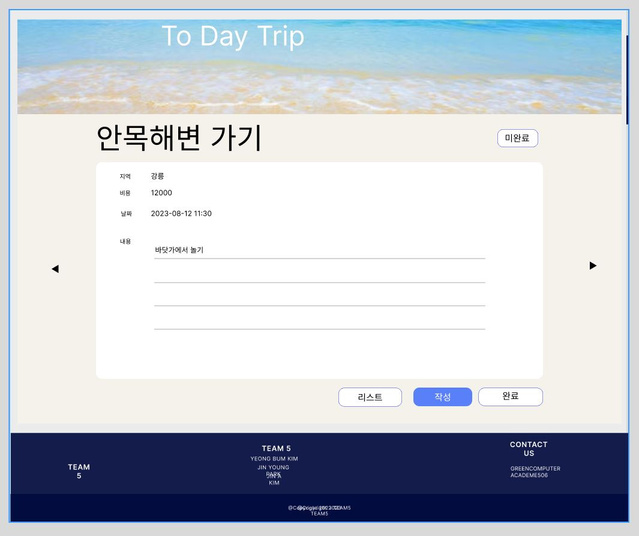 To Day Trip
안목해변 가기
미완료
지역 강릉
비용 12000
날짜 2023-08-12 11:30
내용
바닷가에서 놀기
◀
▶
리스트 작성 완료
TEAM
5
TEAM 5
YEONG BUM KIM
JIN YOUNG
KIM
CONTACT
US
GREENCOMPUTER
ACADEMES06
TEAM5